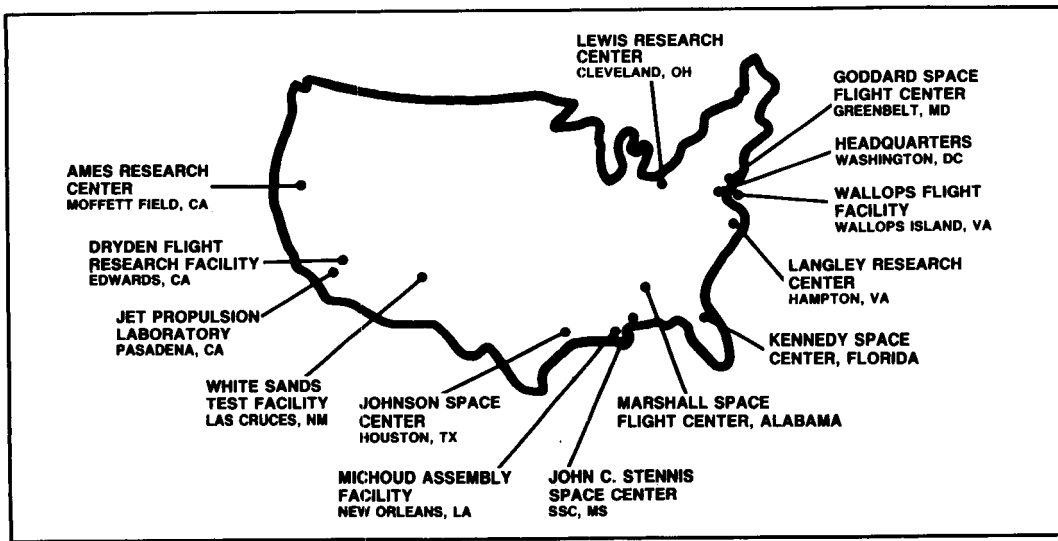 LEWIS RESEARCH
CENTER
CLEVELAND, OH
GODDARD SPACE
FLIGHT CENTER
GREENBELT, MD
HEADQUARTERS
WASHINGTON, DC
WALLOPS FLIGHT
FACILITY
WALLOPS ISLAND, VA
LANGLEY RESEARCH
CENTER
HAMPTON, VA
KENNEDY SPACE
CENTER, FLORIDA
AMES RESEARCH
CENTER
MOFFETT FIELD, CA
DRYDEN FLIGHT
RESEARCH FACILITY
EDWARDS, CA
JET PROPULSION
LABORATORY
PASADENA, CA
WHITE SANDS
TEST FACILITY
LAS CRUCES, NM
JOHNSON SPACE
CENTER
HOUSTON, TX
MARSHALL SPACE
FLIGHT CENTER, ALABAMA
MICHOUD ASSEMBLY
FACILITY
NEW ORLEANS, LA
JOHN C. STENNIS
SPACE CENTER
SSC, MS